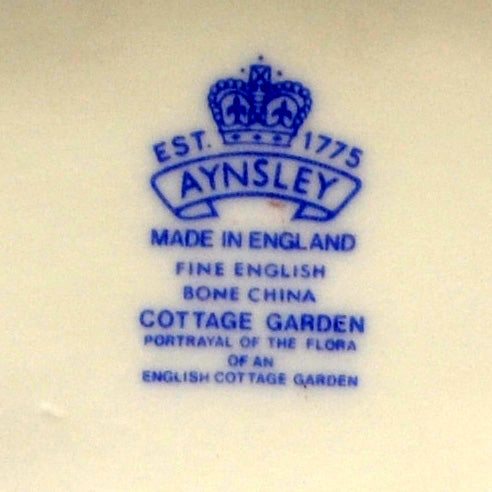 EST. 1775
AYNSLEY
MADE IN ENGLAND
FINE ENGLISH
BONE CHINA
COTTAGE GARDEN
PORTRAYAL OF THE FLORA
OF AN
ENGLISH COTTAGE GARDEN